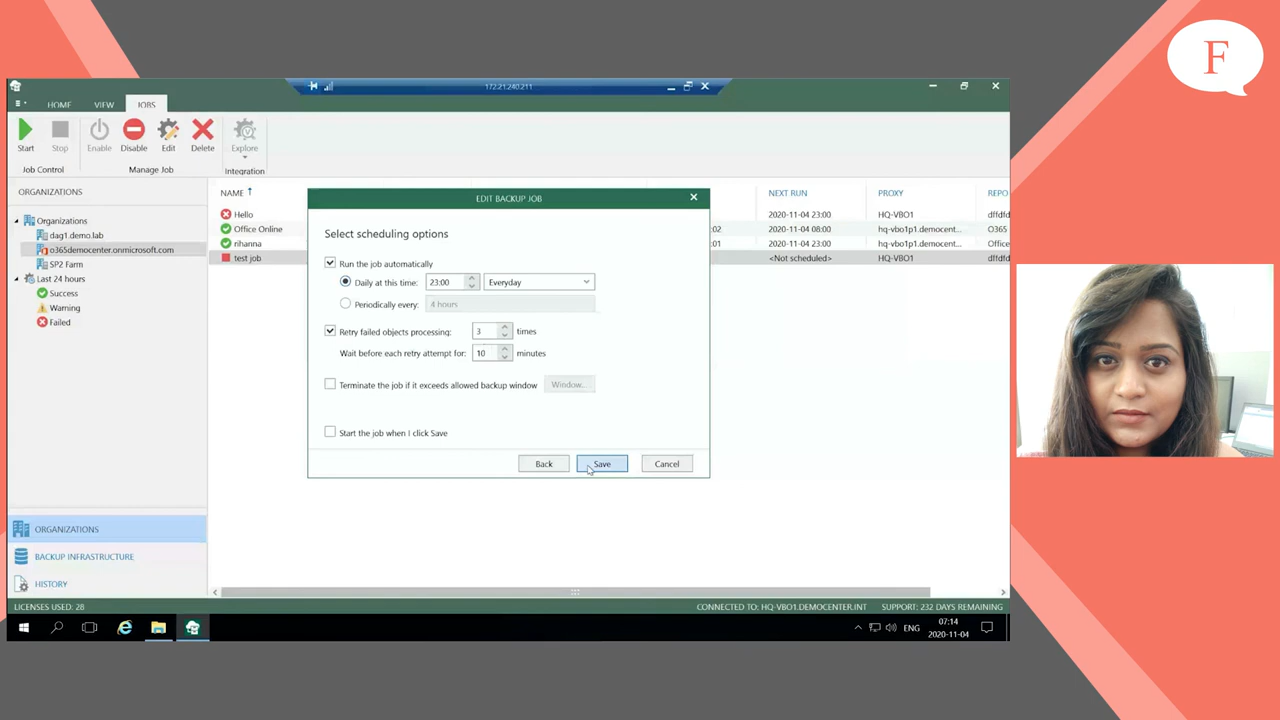 F
172.21.240.211
HOME VIEW JOBS
Start Stop Enable Disable Edit Delete Explore
Job Control Manage Job Integration
ORGANIZATIONS
Organizations
dag1.demo.lab
o365democenter.onmicrosoft.com
SP2 Farm
Last 24 hours
Success
Warning
Failed
NAME NEXT RUN PROXY REPO
Hello 2020-11-04 23:00 HQ-VBO1 dffdfd
Office Online :02 2020-11-04 08:00 hq-vbo1p1.democent... O365
rihanna :01 2020-11-04 23:00 HQ-VBO1 Office
test job <Not scheduled> HQ-VBO1 dffdfd
EDIT BACKUP JOB
Select scheduling options
Run the job automatically
Daily at this time: 23:00 Everyday
Periodically every: 4 hours
Retry failed objects processing: 3 times
Wait before each retry attempt for: 10 minutes
Terminate the job if it exceeds allowed backup window Window...
Start the job when I click Save
Back Save Cancel
ORGANIZATIONS
BACKUP INFRASTRUCTURE
HISTORY
LICENSES USED: 28 CONNECTED TO: HQ-VBO1.DEMOCENTER.INT SUPPORT: 232 DAYS REMAINING
ENG 07:14
2020-11-04